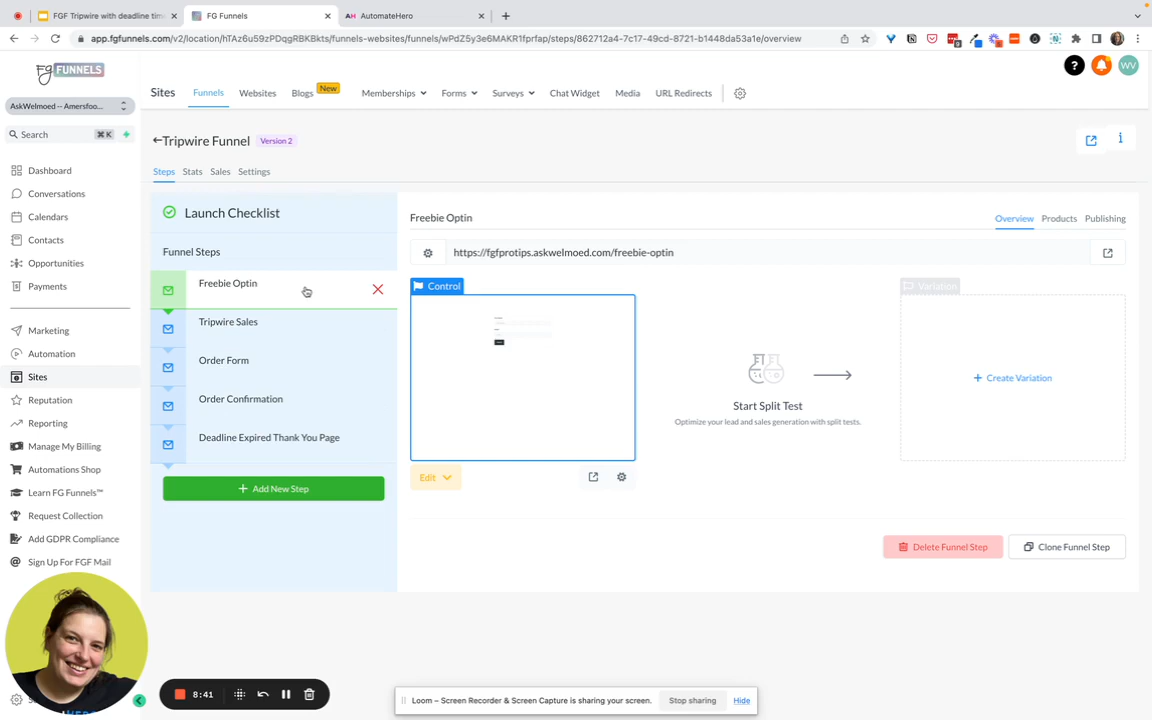 FGF Tripwire with deadline tim
FG Funnels
AutomateHero
app.fgfunnels.com/v2/location/hTAz6u59zPDqgRBKBkts/funnels-websites/funnels/wPdZ5y3e6MAKR1fprfap/steps/862712a4-7c17-49cd-8721-b1448da53a1e/overview
FG FUNNELS
AskWelmoed -- Amersfoo...
Search
⌘K
Dashboard
Conversations
Calendars
Contacts
Opportunities
Payments
Marketing
Automation
Sites
Reputation
Reporting
Manage My Billing
Automations Shop
Learn FG Funnels™
Request Collection
Add GDPR Compliance
Sign Up For FGF Mail
Sites
Funnels
Websites
Blogs
New
Memberships
Forms
Surveys
Chat Widget
Media
URL Redirects
?
WV
Tripwire Funnel
Version 2
i
Steps
Stats
Sales
Settings
Launch Checklist
Funnel Steps
Freebie Optin
Tripwire Sales
Order Form
Order Confirmation
Deadline Expired Thank You Page
+ Add New Step
Freebie Optin
Overview
Products
Publishing
https://fgfprotips.askwelmoed.com/freebie-optin
Control
Edit
Start Split Test
Optimize your lead and sales generation with split tests.
Variation
+ Create Variation
Delete Funnel Step
Clone Funnel Step
8:41
Loom – Screen Recorder & Screen Capture is sharing your screen.
Stop sharing
Hide